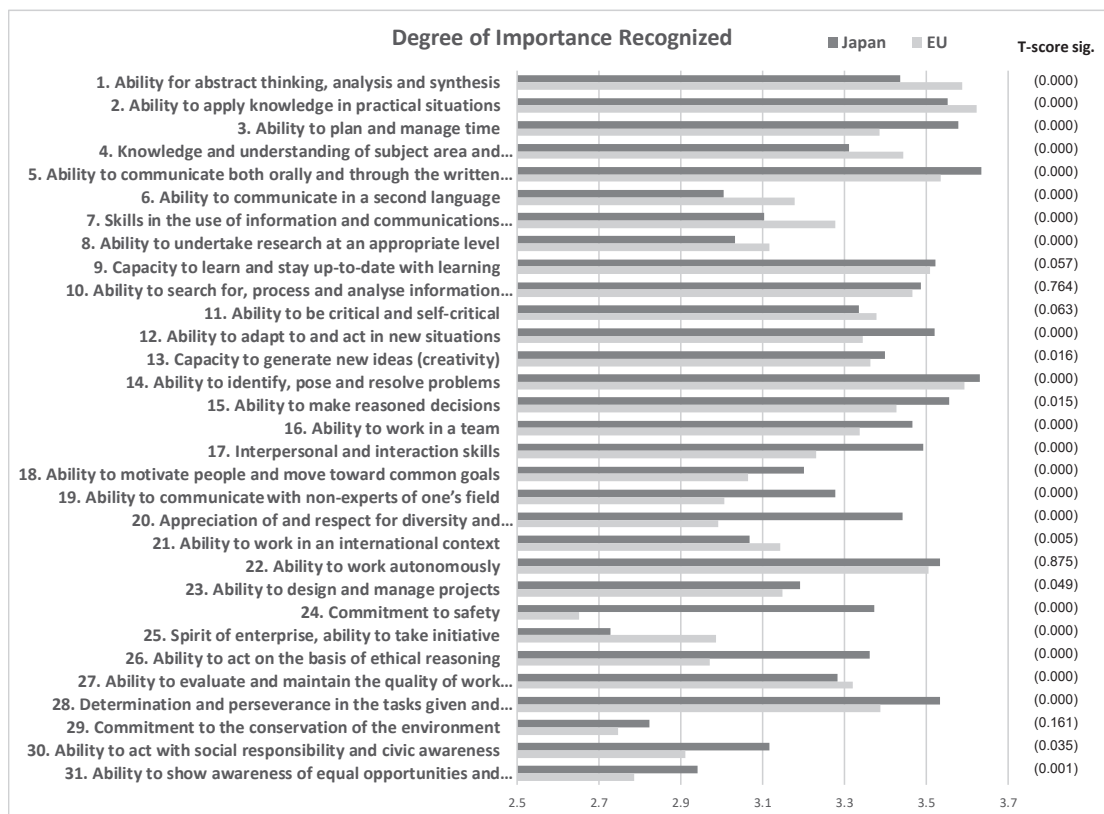 Degree of Importance Recognized
Japan EU
T-score sig.
1. Ability for abstract thinking, analysis and synthesis (0.000)
2. Ability to apply knowledge in practical situations (0.000)
3. Ability to plan and manage time (0.000)
4. Knowledge and understanding of subject area and… (0.000)
5. Ability to communicate both orally and through the written… (0.000)
6. Ability to communicate in a second language (0.000)
7. Skills in the use of information and communications… (0.000)
8. Ability to undertake research at an appropriate level (0.000)
9. Capacity to learn and stay up-to-date with learning (0.057)
10. Ability to search for, process and analyse information… (0.764)
11. Ability to be critical and self-critical (0.063)
12. Ability to adapt to and act in new situations (0.000)
13. Capacity to generate new ideas (creativity) (0.016)
14. Ability to identify, pose and resolve problems (0.000)
15. Ability to make reasoned decisions (0.015)
16. Ability to work in a team (0.000)
17. Interpersonal and interaction skills (0.000)
18. Ability to motivate people and move toward common goals (0.000)
19. Ability to communicate with non-experts of one's field (0.000)
20. Appreciation of and respect for diversity and… (0.000)
21. Ability to work in an international context (0.005)
22. Ability to work autonomously (0.875)
23. Ability to design and manage projects (0.049)
24. Commitment to safety (0.000)
25. Spirit of enterprise, ability to take initiative (0.000)
26. Ability to act on the basis of ethical reasoning (0.000)
27. Ability to evaluate and maintain the quality of work… (0.000)
28. Determination and perseverance in the tasks given and… (0.000)
29. Commitment to the conservation of the environment (0.161)
30. Ability to act with social responsibility and civic awareness (0.035)
31. Ability to show awareness of equal opportunities and… (0.001)
2.5 2.7 2.9 3.1 3.3 3.5 3.7